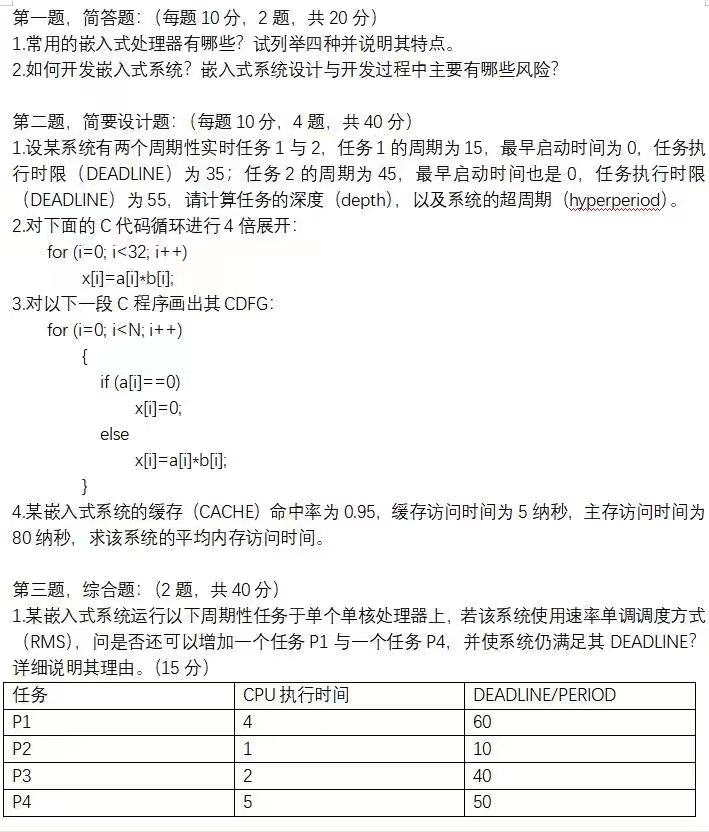 第一题，简答题：（每题 10 分，2 题，共 20 分）
1.常用的嵌入式处理器有哪些？试列举四种并说明其特点。
2.如何开发嵌入式系统？嵌入式系统设计与开发过程中主要有哪些风险？
第二题，简要设计题：（每题 10 分，4 题，共 40 分）
1.设某系统有两个周期性实时任务 1 与 2，任务 1 的周期为 15，最早启动时间为 0，任务执
行时限（DEADLINE）为 35；任务 2 的周期为 45，最早启动时间也是 0，任务执行时限
（DEADLINE）为 55，请计算任务的深度（depth），以及系统的超周期（hyperperiod）。
2.对下面的 C 代码循环进行 4 倍展开：
for (i=0; i<32; i++)
x[i]=a[i]*b[i];
3.对以下一段 C 程序画出其 CDFG：
for (i=0; i<N; i++)
{
if (a[i]==0)
x[i]=0;
else
x[i]=a[i]*b[i];
}
4.某嵌入式系统的缓存（CACHE）命中率为 0.95，缓存访问时间为 5 纳秒，主存访问时间为
80 纳秒，求该系统的平均内存访问时间。
第三题，综合题：（2 题，共 40 分）
1.某嵌入式系统运行以下周期性任务于单个单核处理器上，若该系统使用速率单调调度方式
（RMS），问是否还可以增加一个任务 P1 与一个任务 P4，并使系统仍满足其 DEADLINE？
详细说明其理由。（15 分）
任务 CPU 执行时间 DEADLINE/PERIOD
P1 4 60
P2 1 10
P3 2 40
P4 5 50